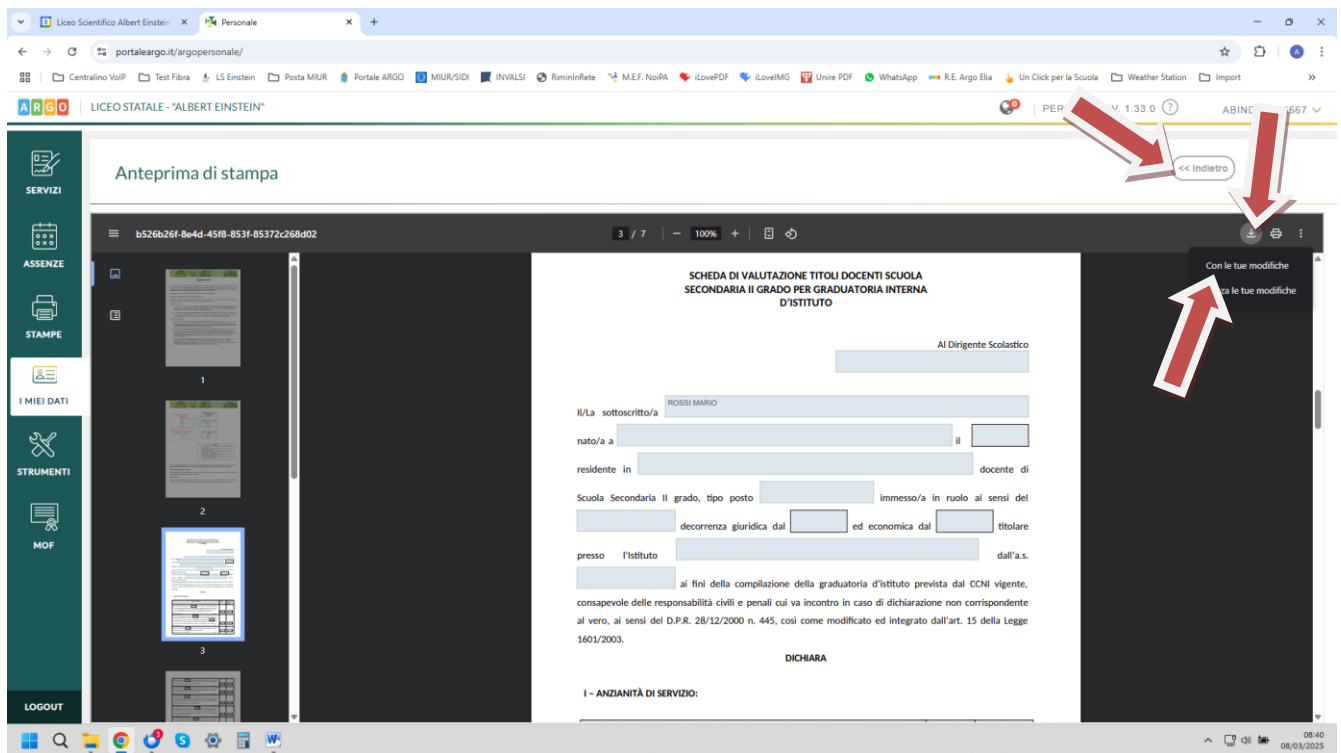 Liceo Scientifico Albert Einstein
Personale
portaleargo.it/argopersonale/
A
Centralino VoIP
Test Fibra
LS Einstein
Posta MIUR
Portale ARGO
MIUR/SIDI
INVALSI
RiminInRete
M.E.F. NoiPA
iLovePDF
iLoveIMG
Unire PDF
WhatsApp
R.E. Argo Elia
Un Click per la Scuola
Weather Station
Import
ARGO
LICEO STATALE - "ALBERT EINSTEIN"
0
V. 1.33.0
?
667
SERVIZI
ASSENZE
STAMPE
I MIEI DATI
STRUMENTI
MOF
LOGOUT
Anteprima di stampa
<< Indietro
b526b26f-8e4d-45f8-853f-85372c268d02
3 / 7
100%
Con le tue modifiche
le tue modifiche
1
2
3
SCHEDA DI VALUTAZIONE TITOLI DOCENTI SCUOLA
SECONDARIA II GRADO PER GRADUATORIA INTERNA
D'ISTITUTO
Al Dirigente Scolastico
Il/La sottoscritto/a ROSSI MARIO
nato/a a il
residente in docente di
Scuola Secondaria II grado, tipo posto immesso/a in ruolo ai sensi del
decorrenza giuridica dal ed economica dal titolare
presso l'Istituto dall'a.s.
ai fini della compilazione della graduatoria d'istituto prevista dal CCNI vigente,
consapevole delle responsabilità civili e penali cui va incontro in caso di dichiarazione non corrispondente
al vero, ai sensi del D.P.R. 28/12/2000 n. 445, così come modificato ed integrato dall'art. 15 della Legge
1601/2003.
DICHIARA
I – ANZIANITÀ DI SERVIZIO:
08:40
08/03/2025